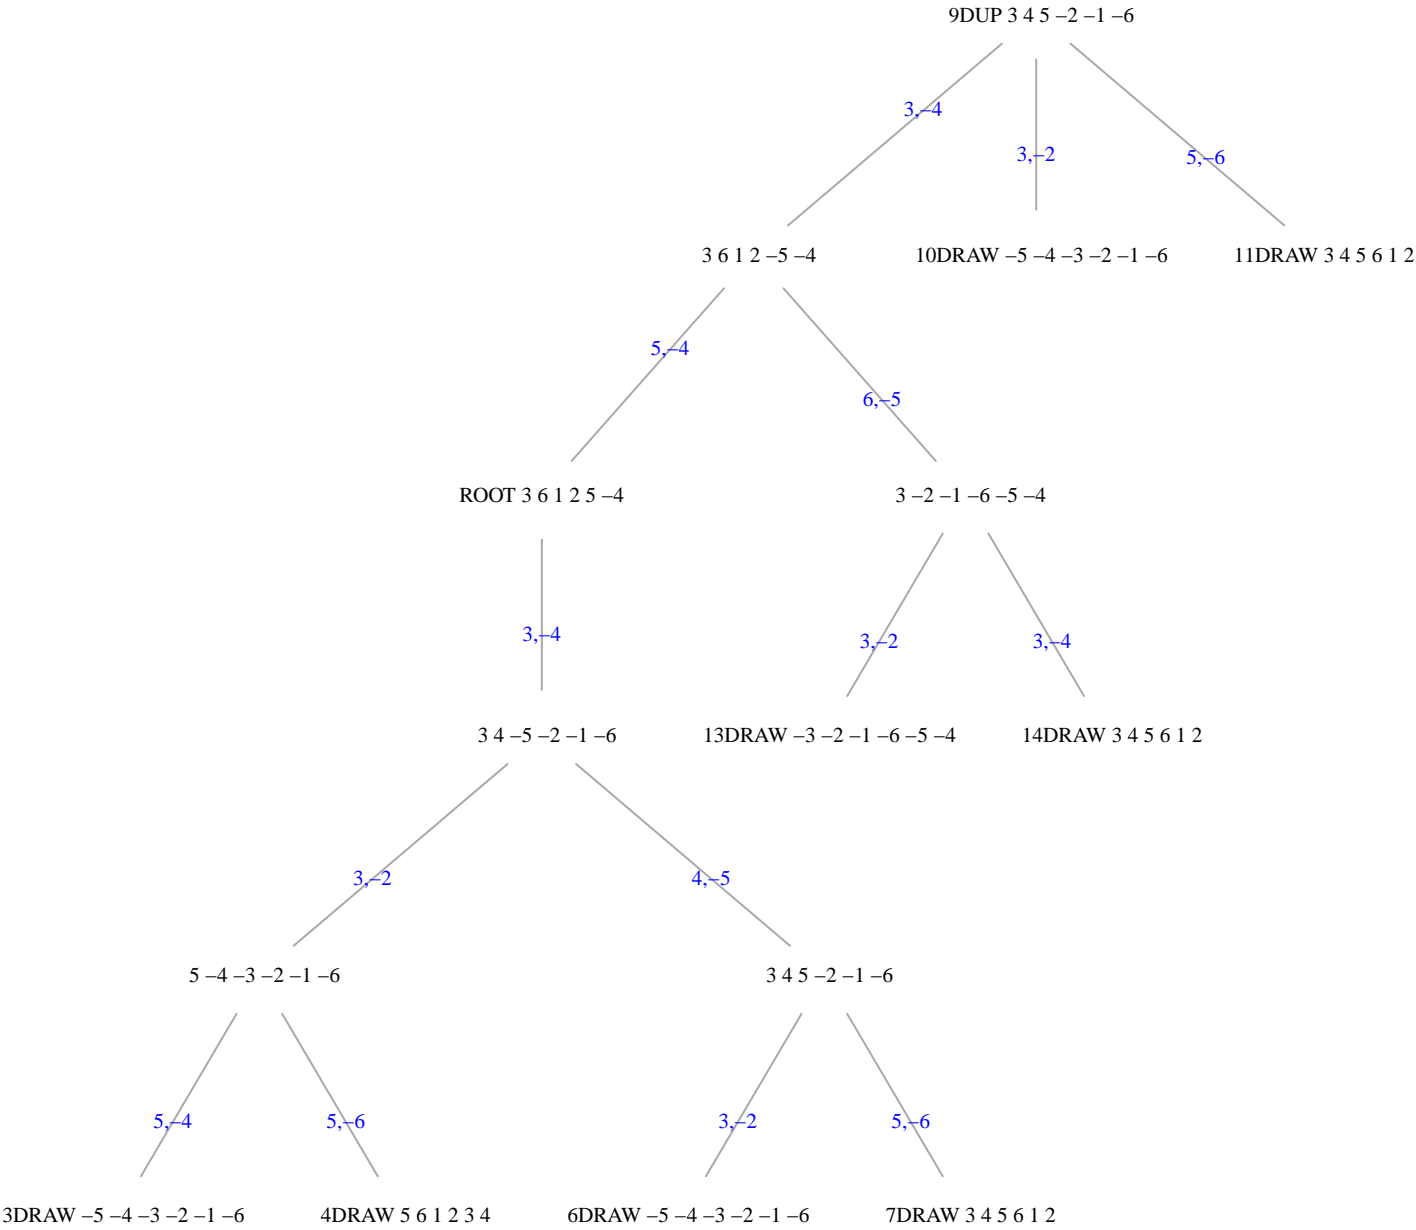 9DUP 3 4 5 –2 –1 –6
3,–4
3,–2
5,–6
3 6 1 2 –5 –4
10DRAW –5 –4 –3 –2 –1 –6
11DRAW 3 4 5 6 1 2
5,–4
6,–5
ROOT 3 6 1 2 5 –4
3 –2 –1 –6 –5 –4
3,–4
3,–2
3,–4
3 4 –5 –2 –1 –6
13DRAW –3 –2 –1 –6 –5 –4
14DRAW 3 4 5 6 1 2
3,–2
4,–5
5 –4 –3 –2 –1 –6
3 4 5 –2 –1 –6
5,–4
5,–6
3,–2
5,–6
3DRAW –5 –4 –3 –2 –1 –6
4DRAW 5 6 1 2 3 4
6DRAW –5 –4 –3 –2 –1 –6
7DRAW 3 4 5 6 1 2